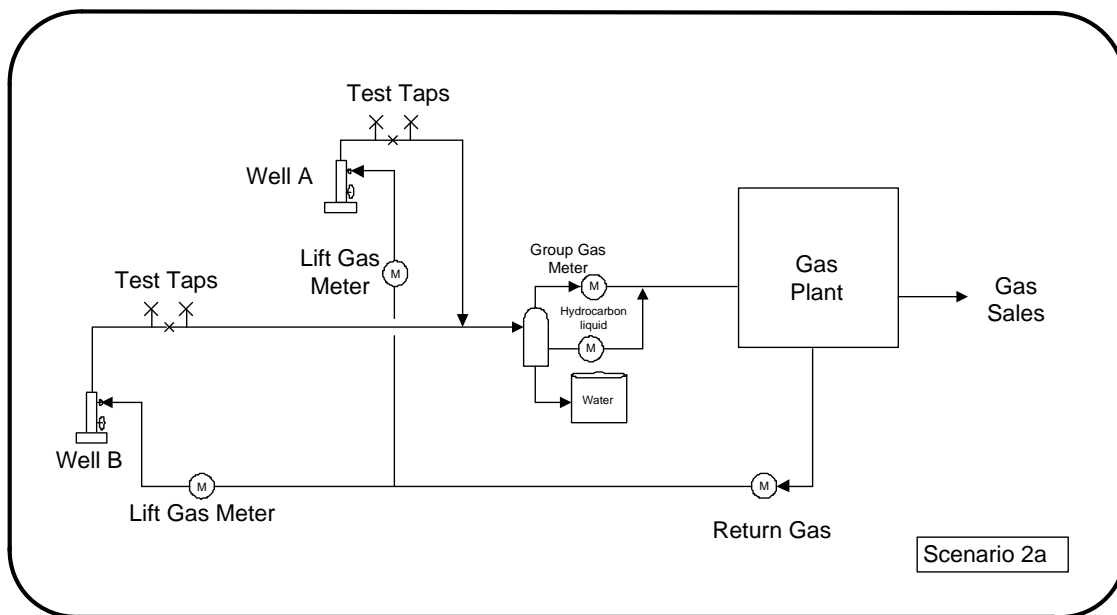 Test Taps
Well A
Lift Gas
Meter
M
Test Taps
Group Gas
Meter
M
Hydrocarbon
liquid
M
Water
Gas
Plant
Gas
Sales
Well B
M
Lift Gas Meter
M
Return Gas
Scenario 2a